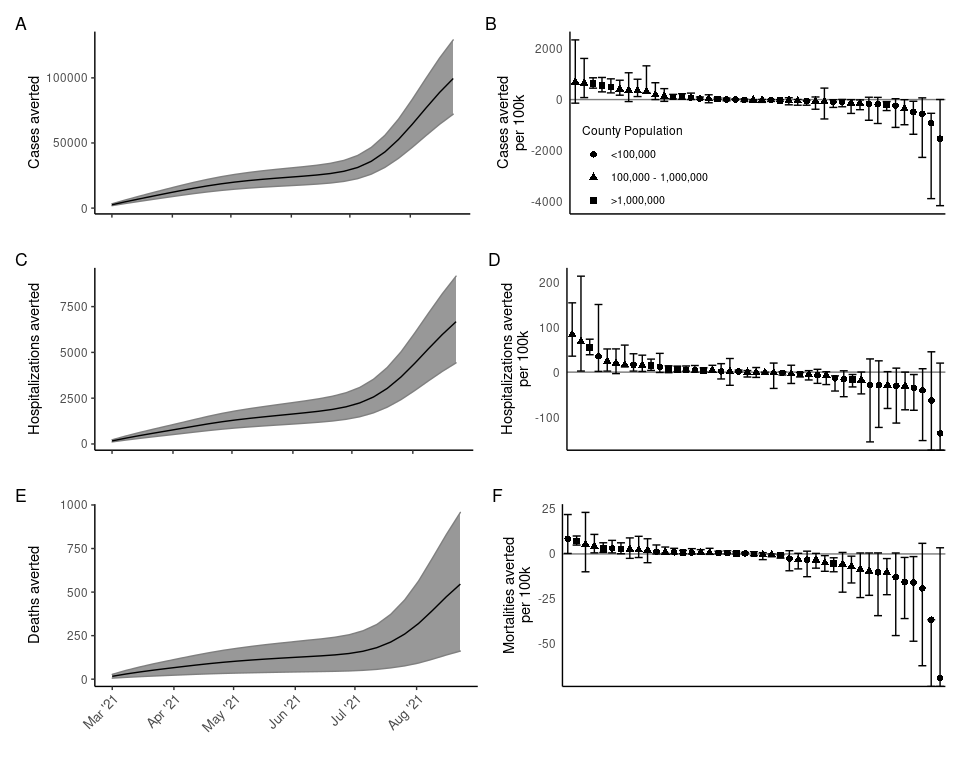 A
Cases averted
100000
50000
0
B
Cases averted
per 100k
2000
0
-2000
-4000
County Population
<100,000
100,000 - 1,000,000
>1,000,000
C
Hospitalizations averted
7500
5000
2500
0
D
Hospitalizations averted
per 100k
200
100
0
-100
E
Deaths averted
1000
750
500
250
0
Mar '21
Apr '21
May '21
Jun '21
Jul '21
Aug '21
F
Mortalities averted
per 100k
25
0
-25
-50